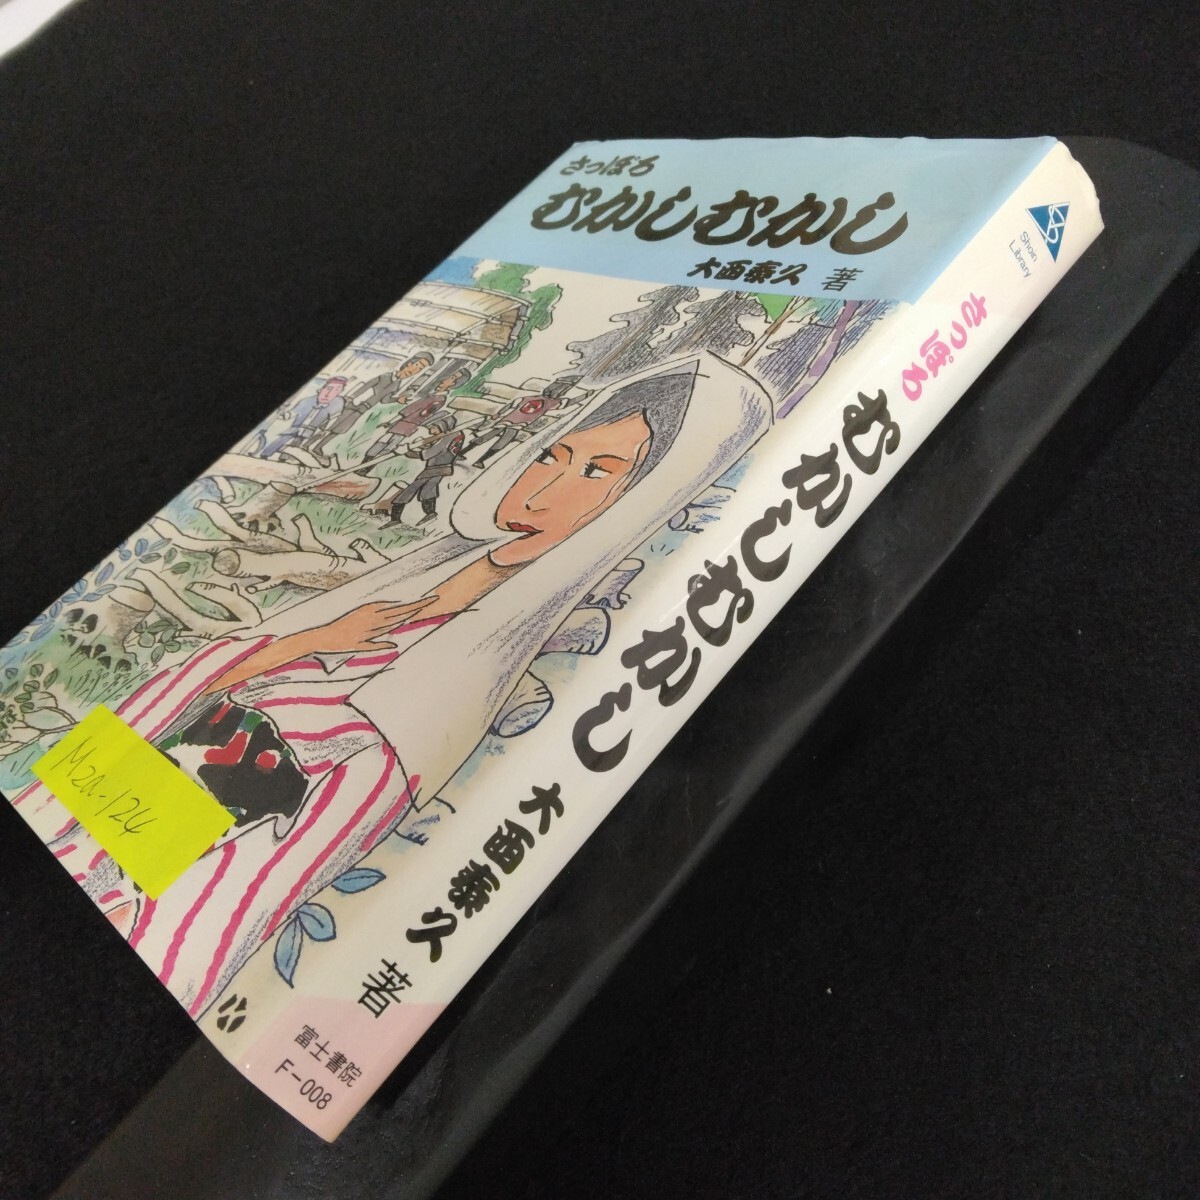 さっぽろ
むかしむかし
大西泰久 著
M2a-124
Shoin
Library
さっぽろ
むかしむかし
大西泰久 著
富士書院
F-008